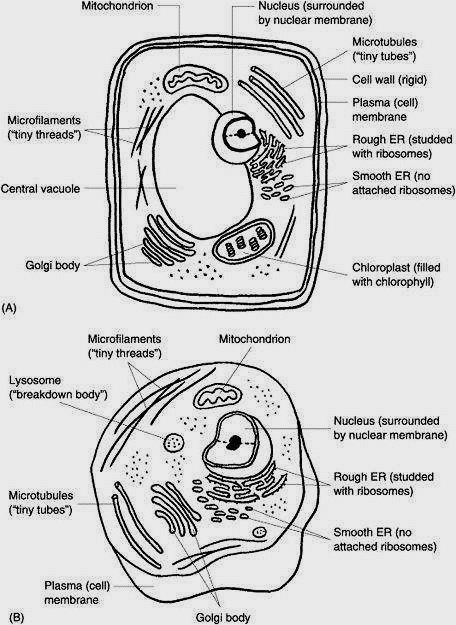 Mitochondrion
Nucleus (surrounded
by nuclear membrane)
Microtubules
("tiny tubes")
Cell wall (rigid)
Plasma (cell)
membrane
Microfilaments
("tiny threads")
Rough ER (studded
with ribosomes)
Smooth ER (no
attached ribosomes)
Central vacuole
Golgi body
Chloroplast (filled
with chlorophyll)
(A)
Microfilaments
("tiny threads")
Mitochondrion
Lysosome
("breakdown body")
Nucleus (surrounded
by nuclear membrane)
Rough ER (studded
with ribosomes)
Microtubules
("tiny tubes")
Smooth ER (no
attached ribosomes)
Plasma (cell)
membrane
Golgi body
(B)